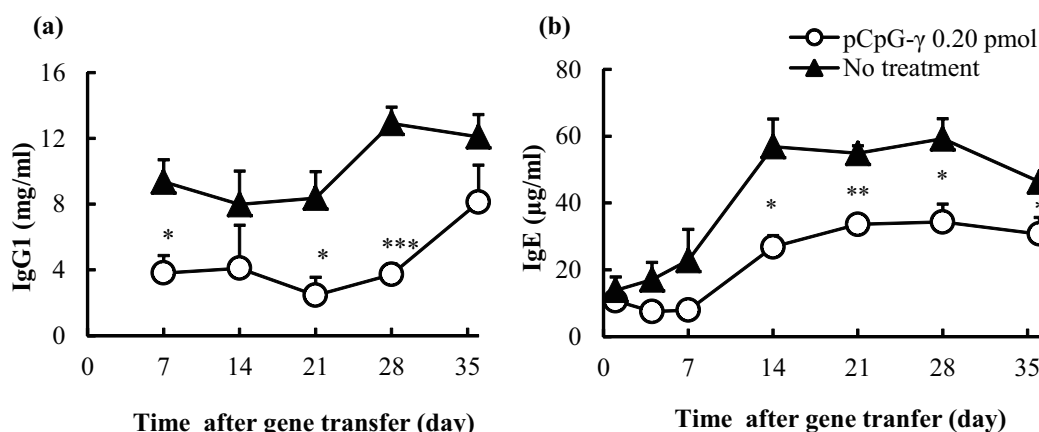 (a)
(b)
pCpG-γ 0.20 pmol
No treatment
16
12
8
4
0
IgG1 (mg/ml)
*
*
***
0 7 14 21 28 35
Time after gene transfer (day)
80
60
40
20
0
IgE (μg/ml)
*
**
*
*
0 7 14 21 28 35
Time after gene tranfer (day)